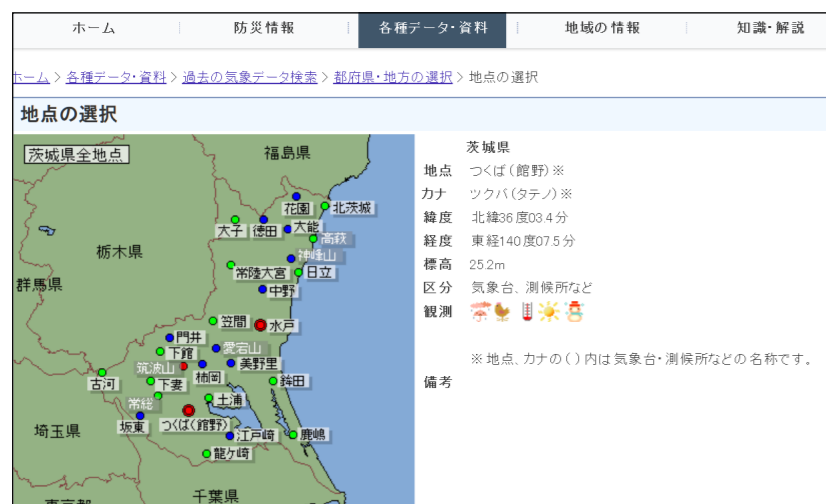 ホーム 防災情報 各種データ・資料 地域の情報 知識・解説
ホーム > 各種データ・資料 > 過去の気象データ検索 > 都府県・地方の選択 > 地点の選択
地点の選択
茨城県全地点
福島県
花園
北茨城
大子
徳田
大能
高萩
栃木県
神峰山
常陸大宮
日立
群馬県
中野
笠間
水戸
門井
愛宕山
下館
美野里
筑波山
柿岡
古河
下妻
鉾田
常総
土浦
坂東
つくば(館野)
江戸崎
鹿嶋
埼玉県
龍ケ崎
千葉県
東京都
茨城県
地点 つくば(館野)※
カナ ツクバ(タテノ)※
緯度 北緯36度03.4分
経度 東経140度07.5分
標高 25.2m
区分 気象台、測候所など
観測
※地点、カナの( )内は気象台・測候所などの名称です。
備考